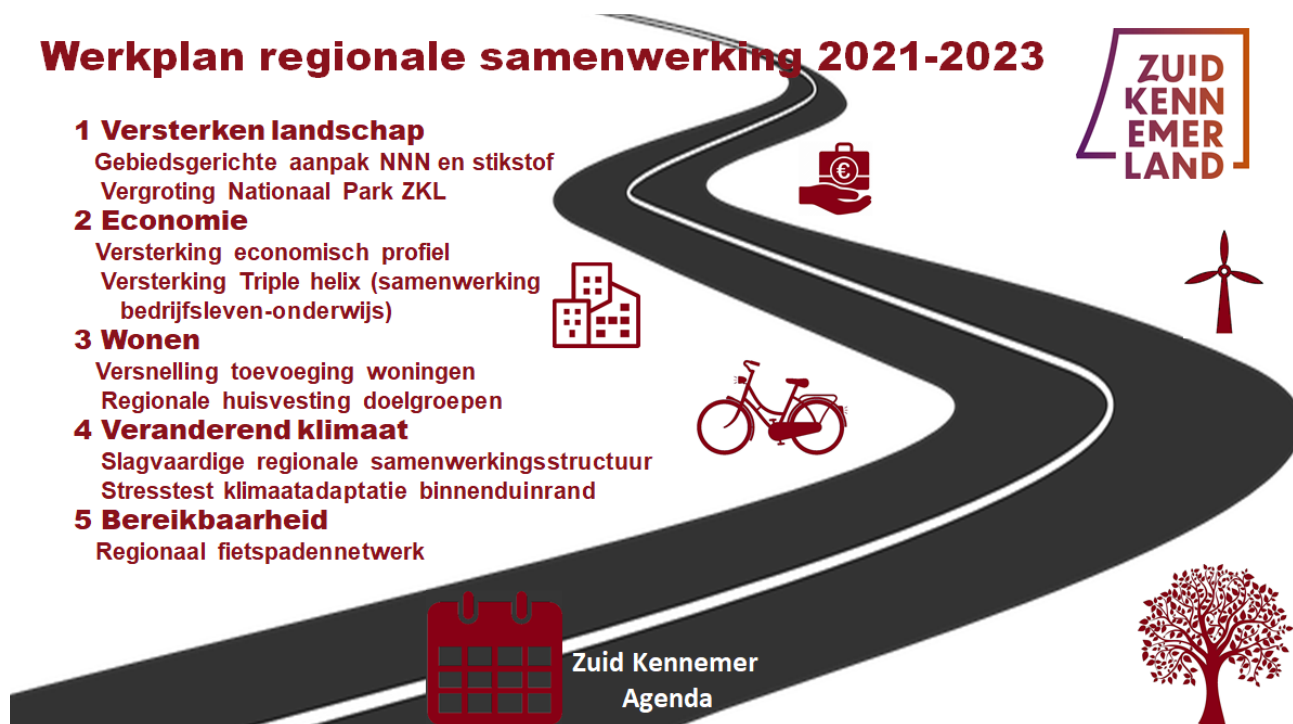 Werkplan regionale samenwerking 2021-2023
ZUID
KENN
EMER
LAND
1 Versterken landschap
Gebiedsgerichte aanpak NNN en stikstof
Vergroting Nationaal Park ZKL
2 Economie
Versterking economisch profiel
Versterking Triple helix (samenwerking
bedrijfsleven-onderwijs)
3 Wonen
Versnelling toevoeging woningen
Regionale huisvesting doelgroepen
4 Veranderend klimaat
Slagvaardige regionale samenwerkingsstructuur
Stresstest klimaatadaptatie binnenduinrand
5 Bereikbaarheid
Regionaal fietspadennetwerk
€
Zuid Kennemer
Agenda